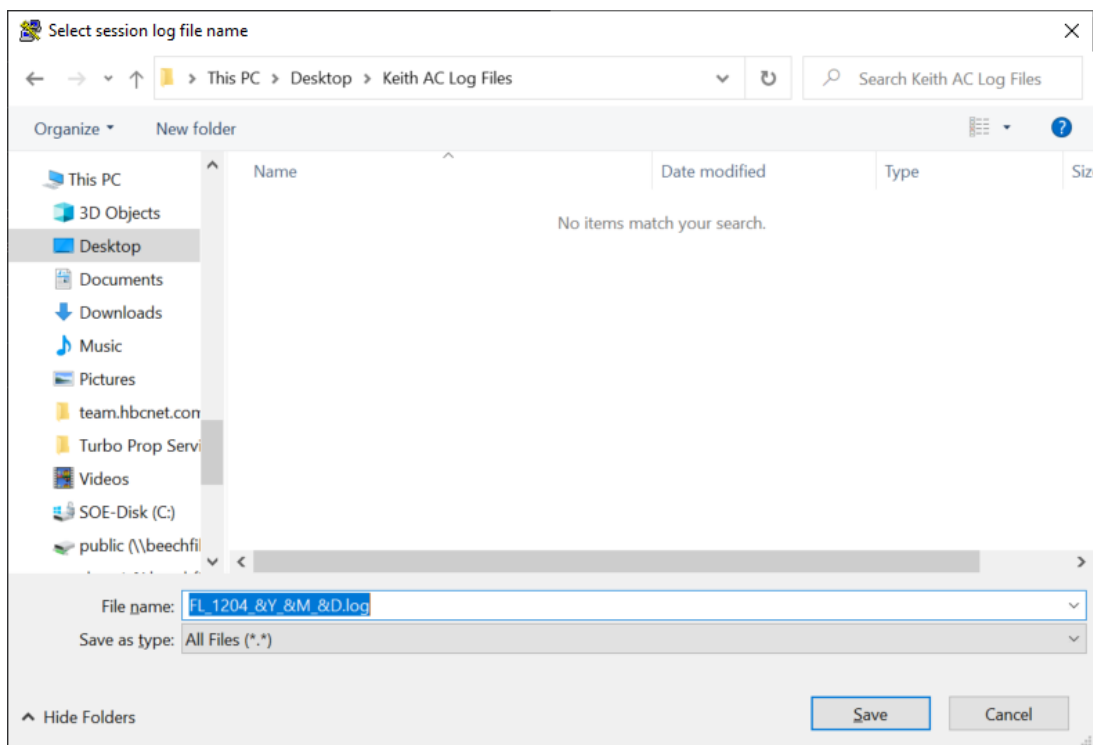 Select session log file name
This PC > Desktop > Keith AC Log Files
Search Keith AC Log Files
Organize
New folder
This PC
3D Objects
Desktop
Documents
Downloads
Music
Pictures
team.hbcnet.com
Turbo Prop Servi
Videos
SOE-Disk (C:)
public (\\beechfil
Name
Date modified
Type
Siz
No items match your search.
File name: FL_1204_&Y_&M_&D.log
Save as type: All Files (*.*)
Hide Folders
Save
Cancel